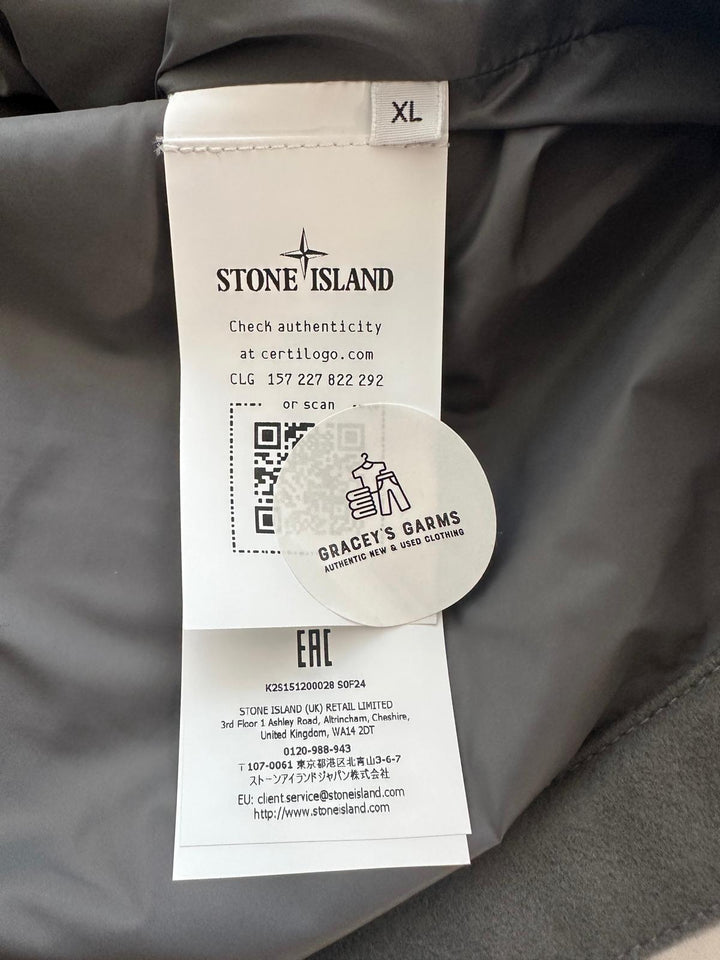 XL
STONE ISLAND
Check authenticity
at certilogo.com
CLG 157 227 822 292
or scan
GRACEY'S GARMS
AUTHENTIC NEW & USED CLOTHING
EAC
K2S151200028 S0F24
STONE ISLAND (UK) RETAIL LIMITED
3rd Floor 1 Ashley Road, Altrincham, Cheshire,
United Kingdom, WA14 2DT
0120-988-943
〒107-0061 東京都港区北青山3-6-7
ストーンアイランドジャパン株式会社
EU: client.service@stoneisland.com
http://www.stoneisland.com